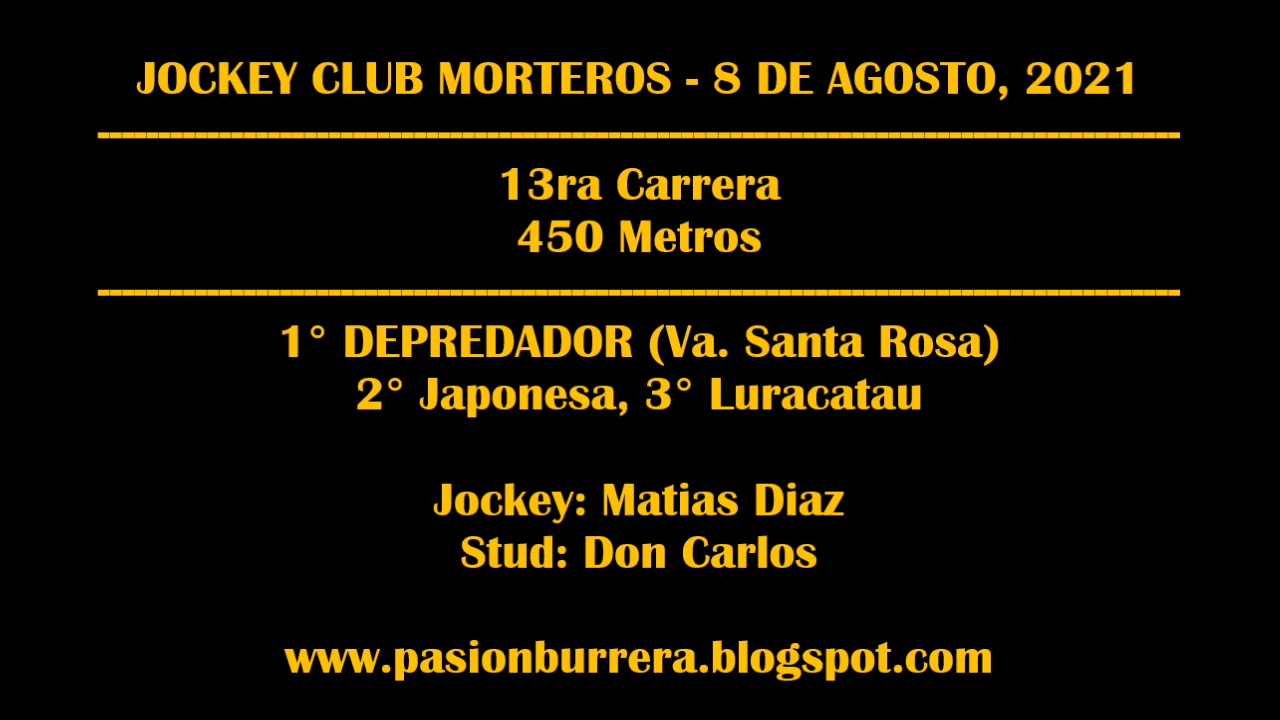 JOCKEY CLUB MORTEROS - 8 DE AGOSTO, 2021
13ra Carrera
450 Metros
1° DEPREDADOR (Va. Santa Rosa)
2° Japonesa, 3° Luracatau
Jockey: Matias Diaz
Stud: Don Carlos
www.pasionburrera.blogspot.com